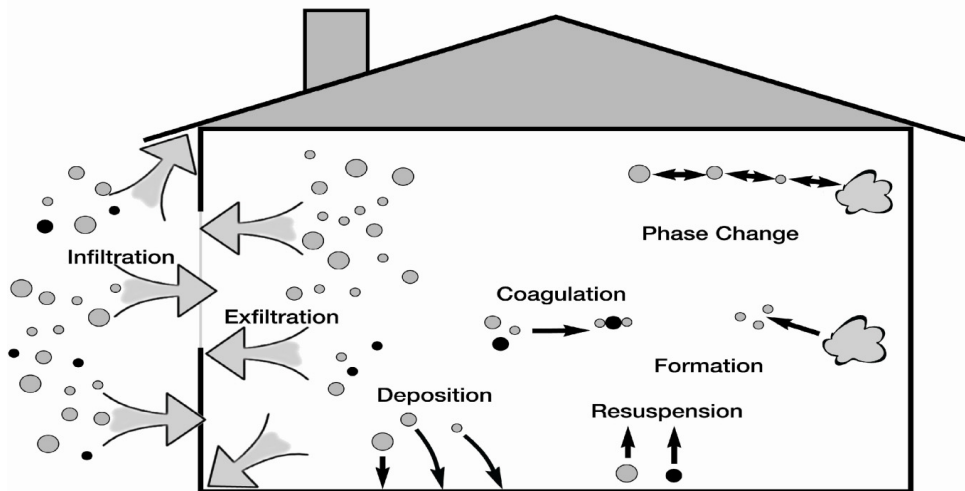 Phase Change
Infiltration
Coagulation
Exfiltration
Formation
Deposition
Resuspension